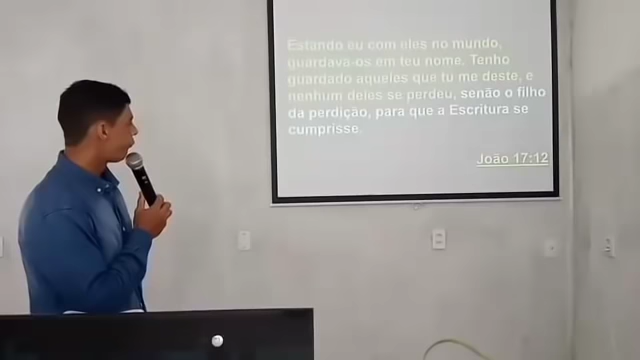 Estando eu com eles no mundo,
guardava-os em teu nome. Tenho
guardado aqueles que tu me deste, e
nenhum deles se perdeu, senão o filho
da perdição, para que a Escritura se
cumprisse.
João 17:12